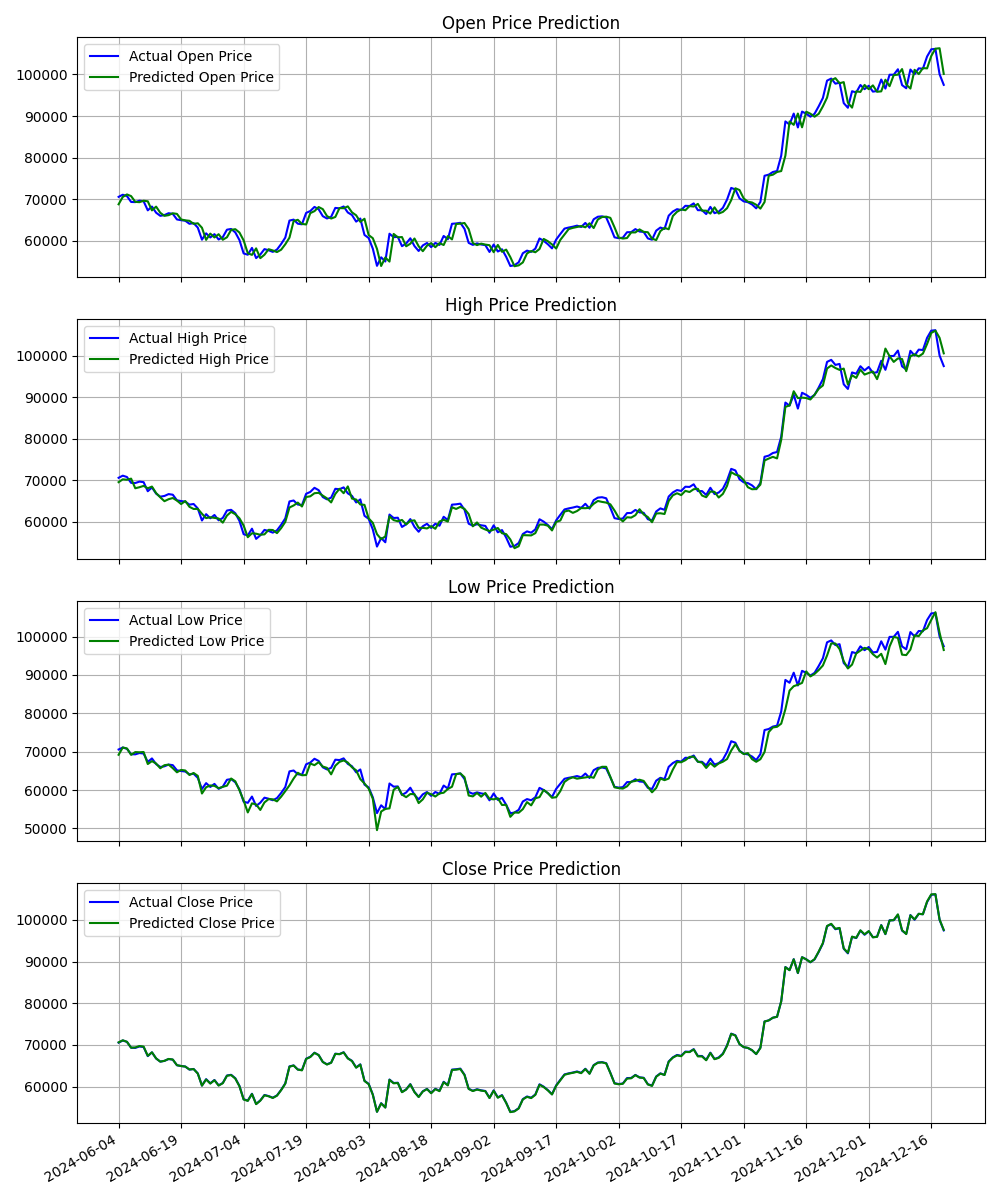 Open Price Prediction
Actual Open Price
Predicted Open Price
100000
90000
80000
70000
60000
High Price Prediction
Actual High Price
Predicted High Price
100000
90000
80000
70000
60000
Low Price Prediction
Actual Low Price
Predicted Low Price
100000
90000
80000
70000
60000
50000
Close Price Prediction
Actual Close Price
Predicted Close Price
100000
90000
80000
70000
60000
2024-06-04
2024-06-19
2024-07-04
2024-07-19
2024-08-03
2024-08-18
2024-09-02
2024-09-17
2024-10-02
2024-10-17
2024-11-01
2024-11-16
2024-12-01
2024-12-16